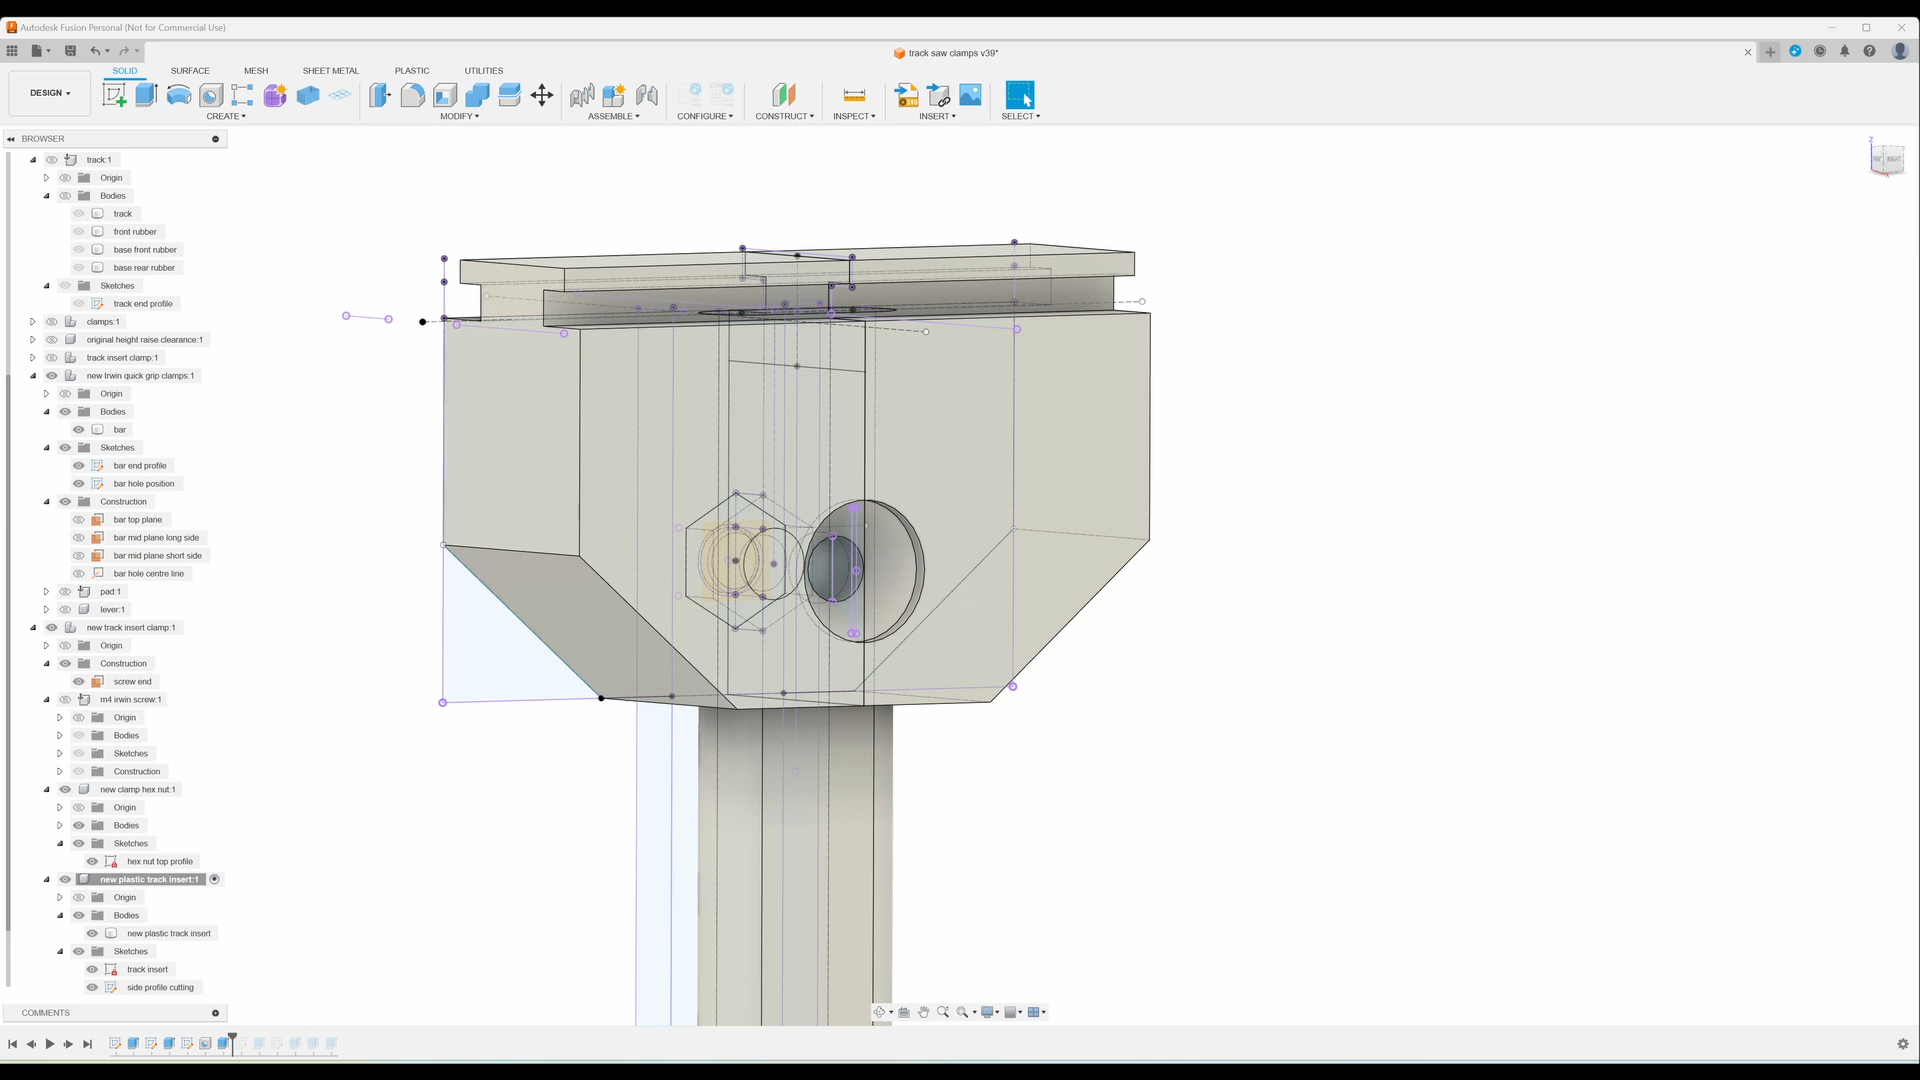 Autodesk Fusion Personal (Not for Commercial Use)
track saw clamps v39*
SOLID SURFACE MESH SHEET METAL PLASTIC UTILITIES
DESIGN
CREATE MODIFY ASSEMBLE CONFIGURE CONSTRUCT INSPECT INSERT SELECT
BROWSER
Z
RIGHT
track:1
Origin
Bodies
track
front rubber
base front rubber
base rear rubber
Sketches
track end profile
clamps:1
original height raise clearance:1
track insert clamp:1
new Irwin quick grip clamps:1
Origin
Bodies
bar
Sketches
bar end profile
bar hole position
Construction
bar top plane
bar mid plane long side
bar mid plane short side
bar hole centre line
pad:1
lever:1
new track insert clamp:1
Origin
Construction
screw end
m4 irwin screw:1
Origin
Bodies
Sketches
Construction
new clamp hex nut:1
Origin
Bodies
Sketches
hex nut top profile
new plastic track insert:1
Origin
Bodies
new plastic track insert
Sketches
track insert
side profile cutting
COMMENTS